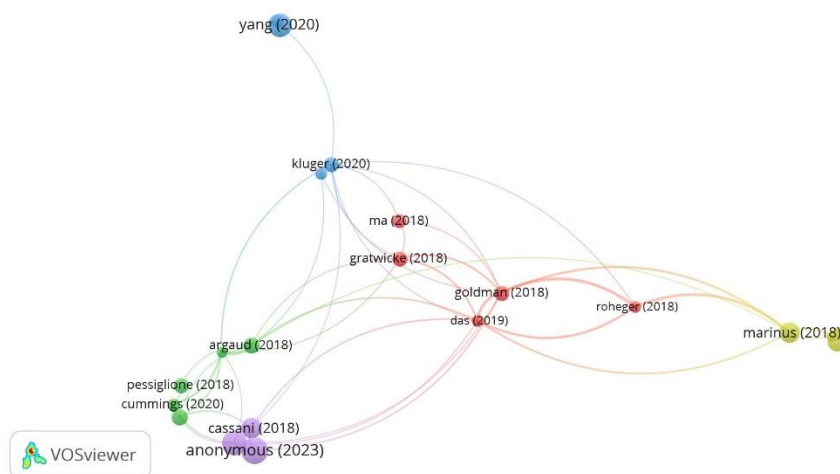 yang (2020)
kluger (2020)
ma (2018)
gratwicke (2018)
goldman (2018)
roheger (2018)
das (2019)
marinus (2018)
argaud (2018)
pessiglione (2018)
cummings (2020)
cassani (2018)
anonymous (2023)
VOSviewer